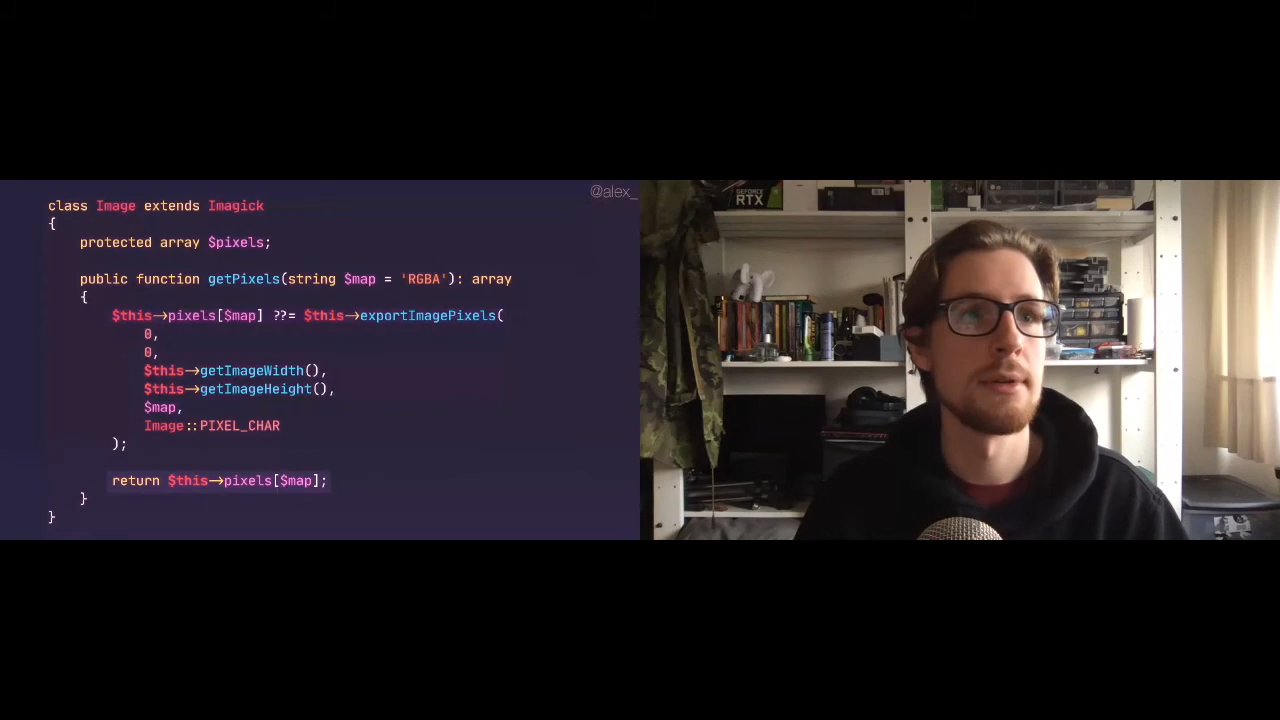 @alex_
class Image extends Imagick
{
protected array $pixels;
public function getPixels(string $map = 'RGBA'): array
{
$this->pixels[$map] ??= $this->exportImagePixels(
0,
0,
$this->getImageWidth(),
$this->getImageHeight(),
$map,
Image::PIXEL_CHAR
);
return $this->pixels[$map];
}
}
GEFORCE
RTX